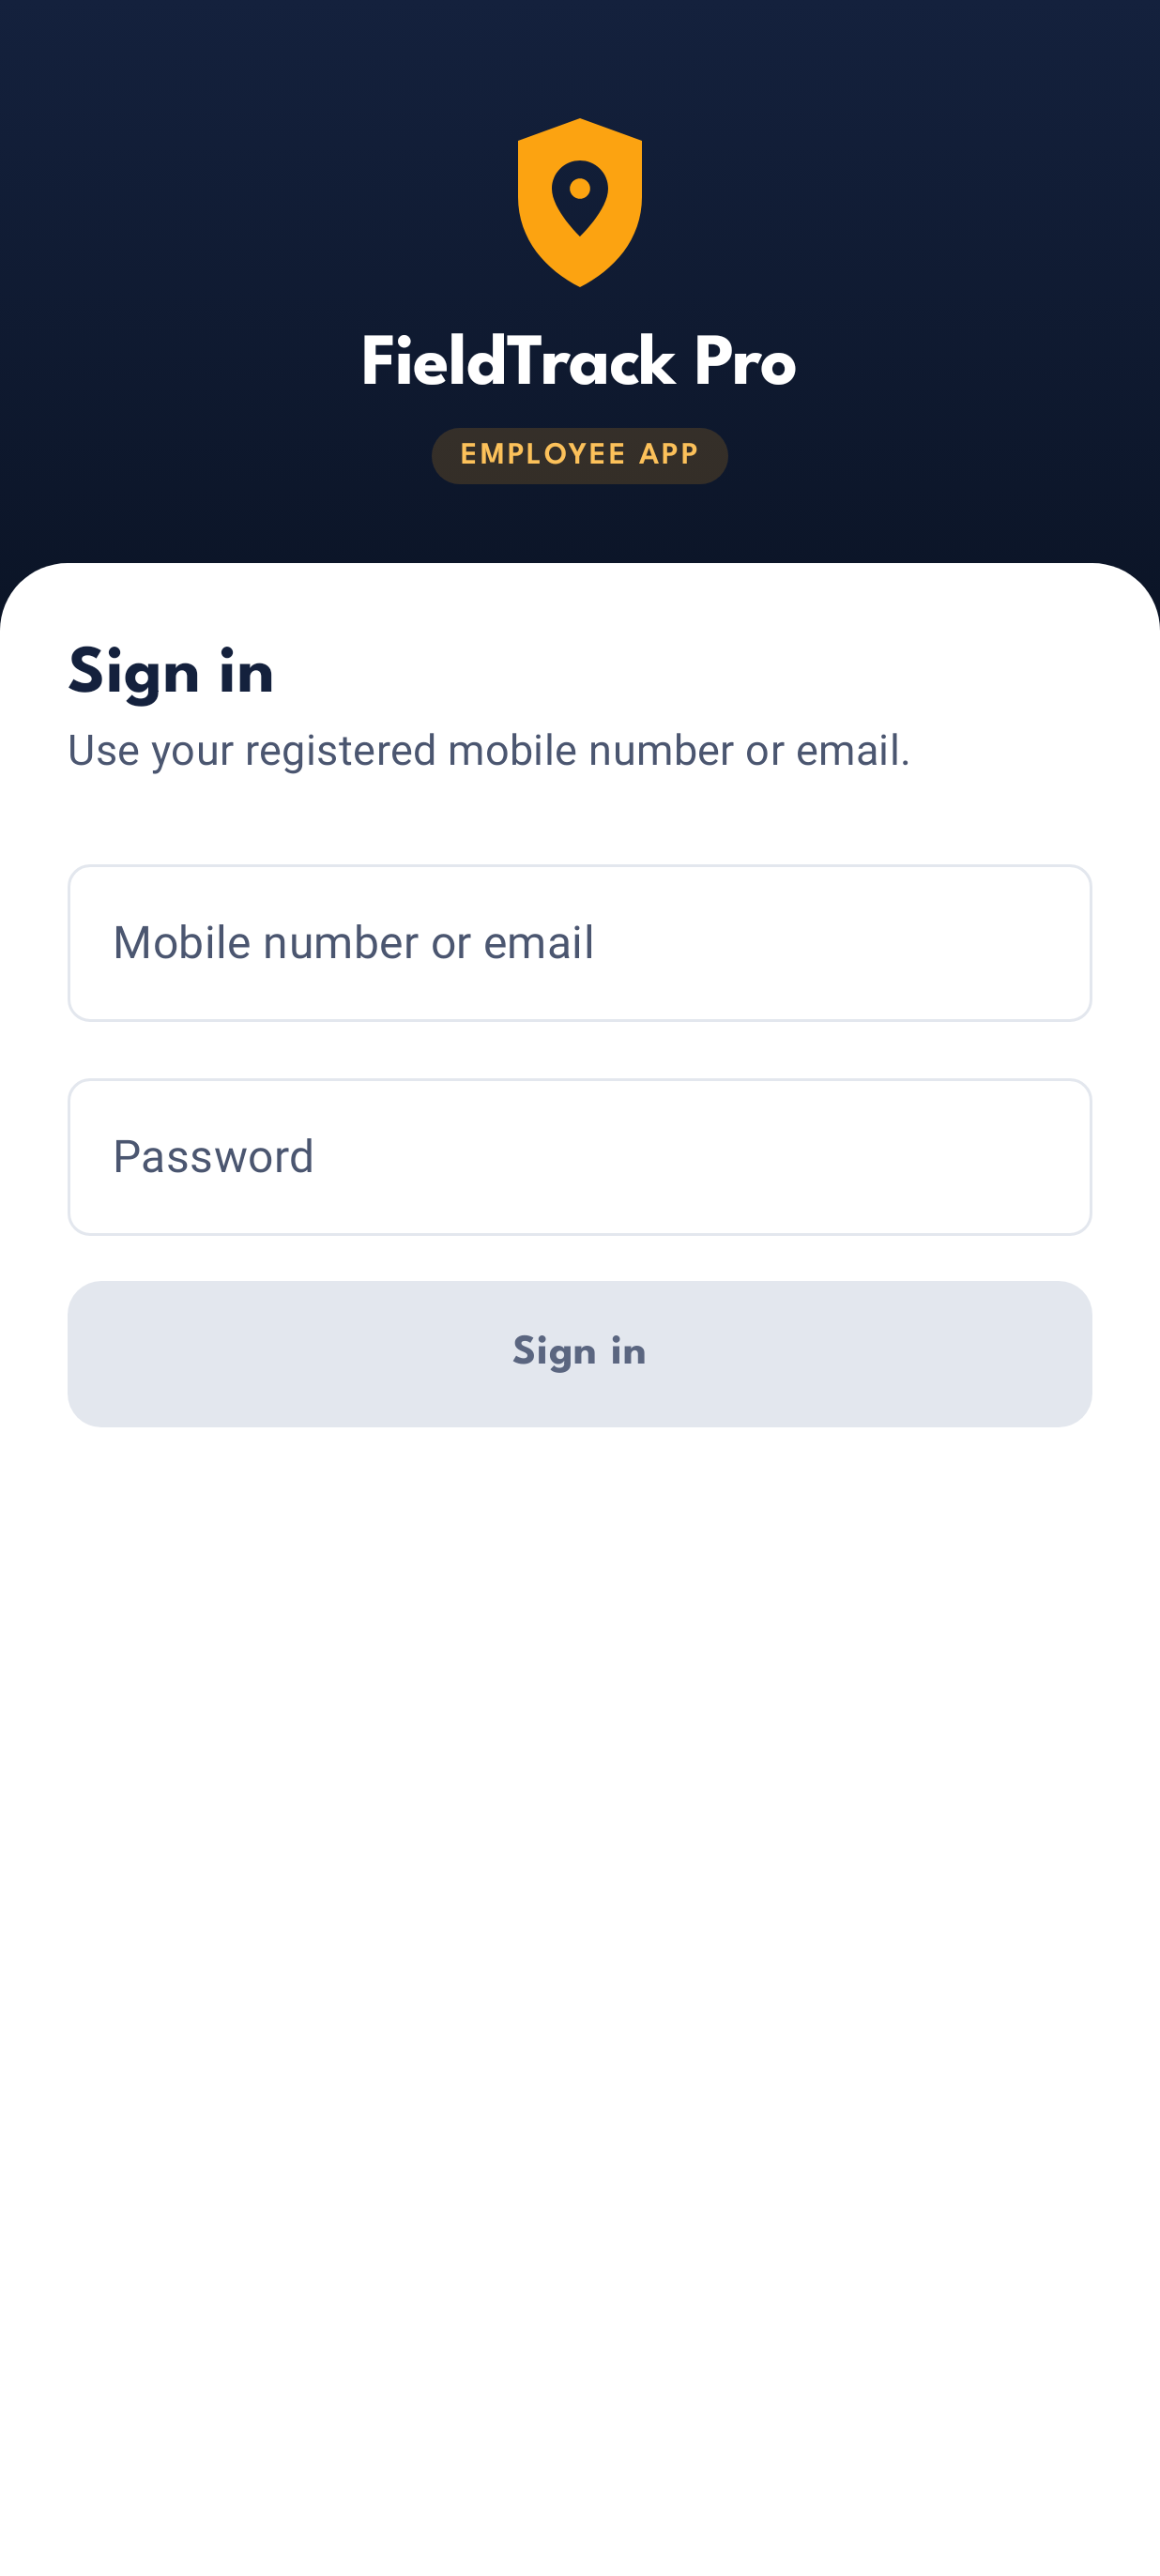 FieldTrack Pro
EMPLOYEE APP
Sign in
Use your registered mobile number or email.
Mobile number or email
Password
Sign in